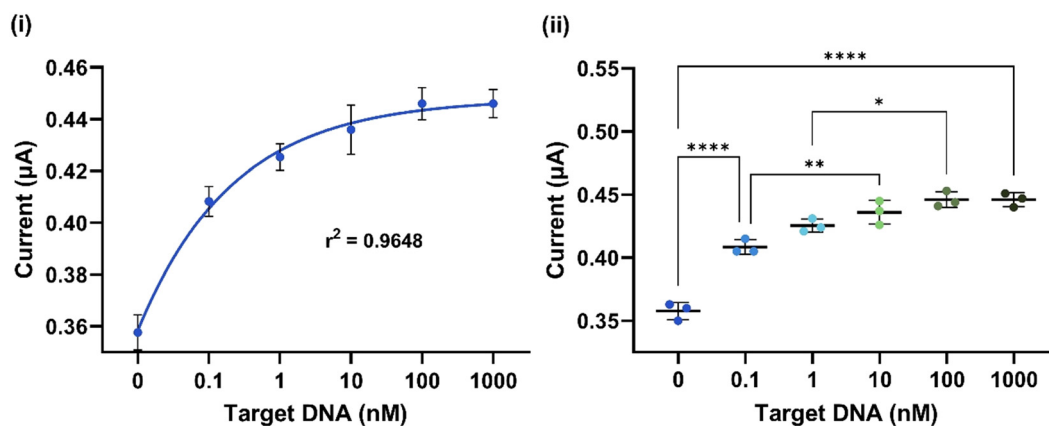 (i)
0.46
0.44
0.42
0.40
0.38
0.36
Current (µA)
r² = 0.9648
0 0.1 1 10 100 1000
Target DNA (nM)
(ii)
0.55
0.50
0.45
0.40
0.35
Current (µA)
****
*
****
**
0 0.1 1 10 100 1000
Target DNA (nM)